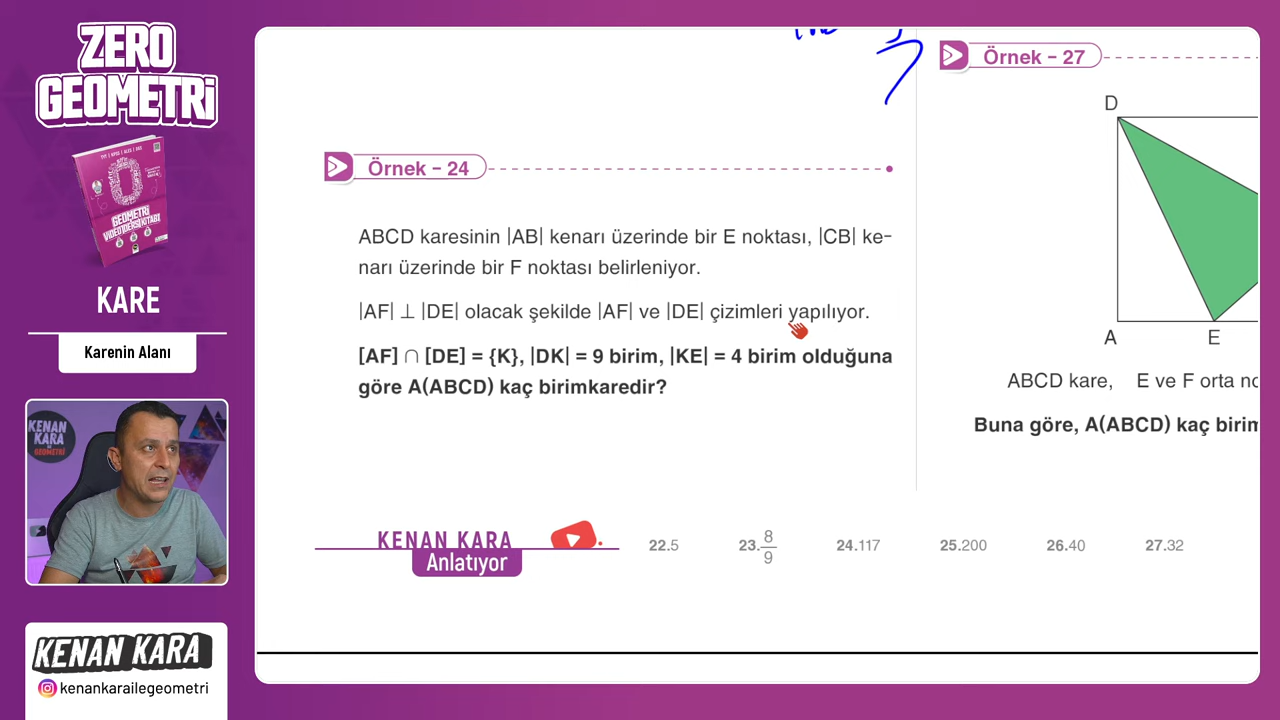 ZERO
GEOMETRİ
GEOMETRİ
VİDEO DERS KİTABI
KARE
Karenin Alanı
KENAN
KARA
GEOMETRİ
KENAN KARA
kenankarailegeometri
Örnek - 24
ABCD karesinin |AB| kenarı üzerinde bir E noktası, |CB| ke-
narı üzerinde bir F noktası belirleniyor.
|AF| ⊥ |DE| olacak şekilde |AF| ve |DE| çizimleri yapılıyor.
[AF] ∩ [DE] = {K}, |DK| = 9 birim, |KE| = 4 birim olduğuna
göre A(ABCD) kaç birimkaredir?
KENAN KARA
Anlatıyor
22.5 23. 8/9 24.117 25.200 26.40 27.32
Örnek - 27
D
A E
ABCD kare, E ve F orta no
Buna göre, A(ABCD) kaç birim